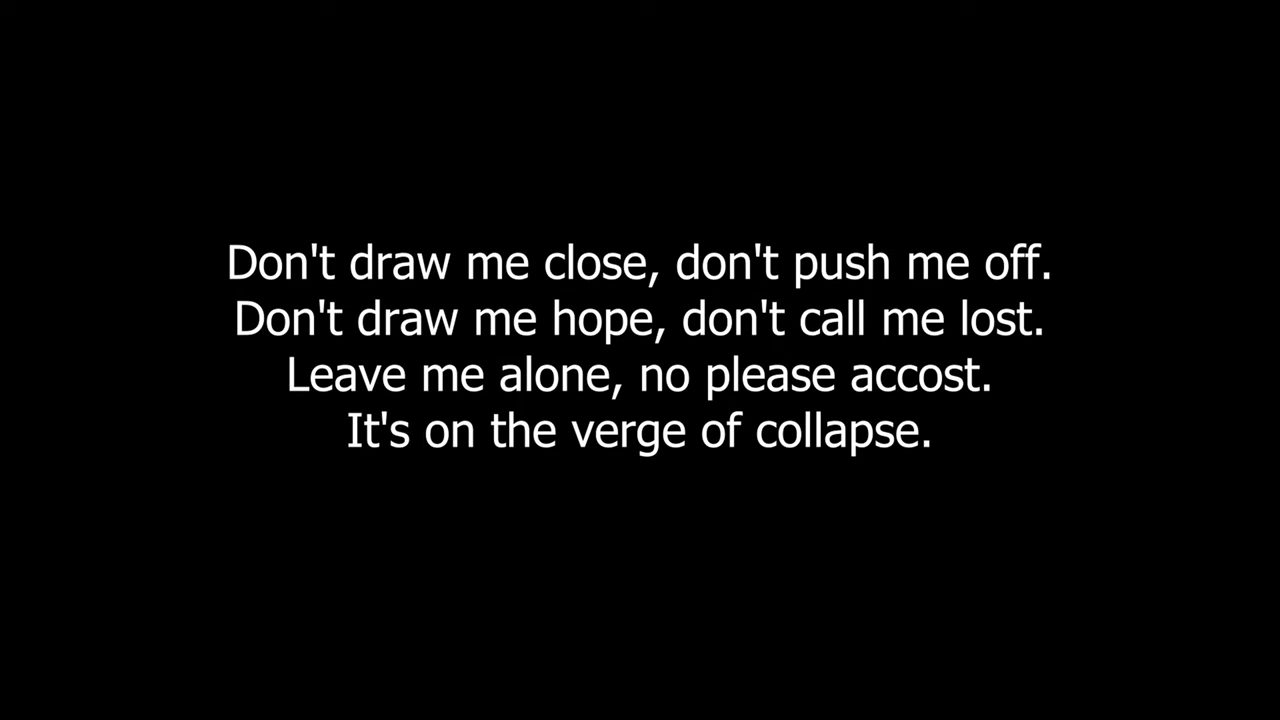 Don't draw me close, don't push me off.
Don't draw me hope, don't call me lost.
Leave me alone, no please accost.
It's on the verge of collapse.